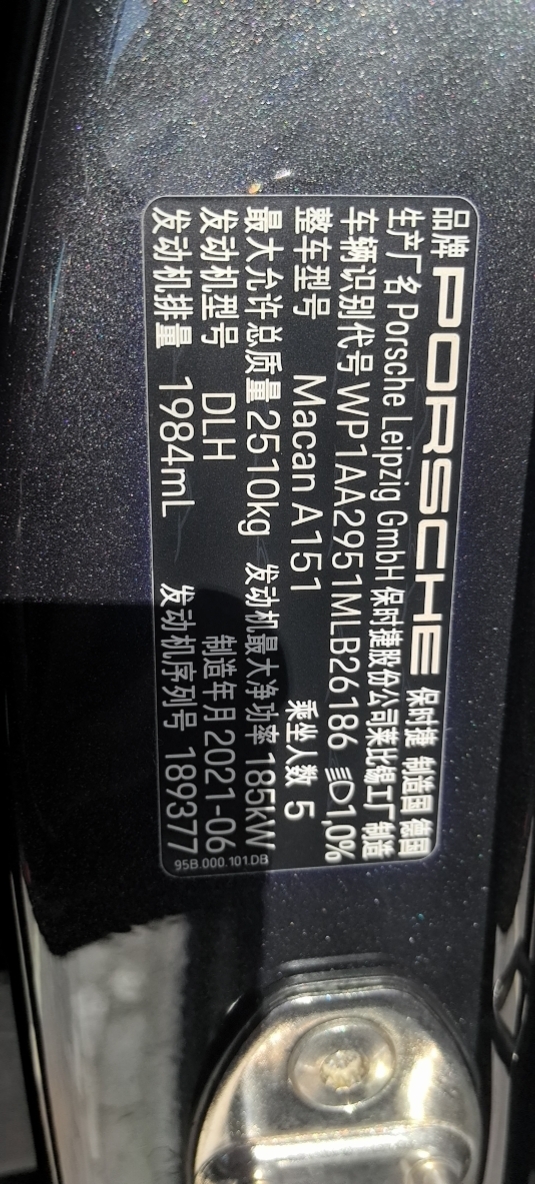 品牌 PORSCHE 保时捷 制造国 德国
生产厂名 Porsche Leipzig GmbH 保时捷股份公司莱比锡工厂 制造
车辆识别代号 WP1AA2951MLB26186 1,0%
整车型号 Macan A151 乘坐人数 5
最大允许总质量 2510kg 发动机最大净功率 185kW
发动机型号 DLH 制造年月 2021-06
发动机排量 1984mL 发动机序列号 189377
95B.000.101.DB